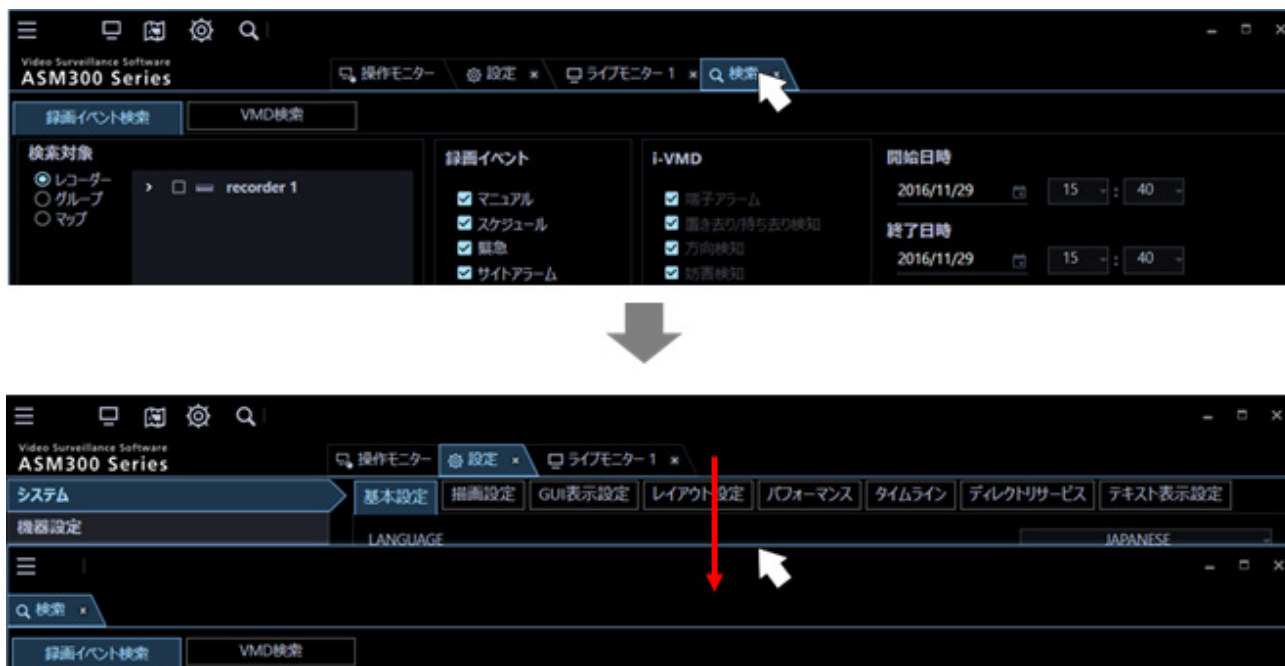 Video Surveillance Software
ASM300 Series
操作モニター 設定 × ライブモニター 1 × 検索 ×
録画イベント検索 VMD検索
検索対象 録画イベント i-VMD 開始日時
レコーダー recorder 1 マニュアル 端子アラーム 2016/11/29 15 : 40
グループ スケジュール 置き去り/持ち去り検知
マップ 緊急 方向検知 終了日時
サイトアラーム 妨害検知 2016/11/29 15 : 40
Video Surveillance Software
ASM300 Series
操作モニター 設定 × ライブモニター 1 ×
システム 基本設定 描画設定 GUI表示設定 レイアウト設定 パフォーマンス タイムライン ディレクトリサービス テキスト表示設定
機器設定 LANGUAGE JAPANESE
検索 ×
録画イベント検索 VMD検索